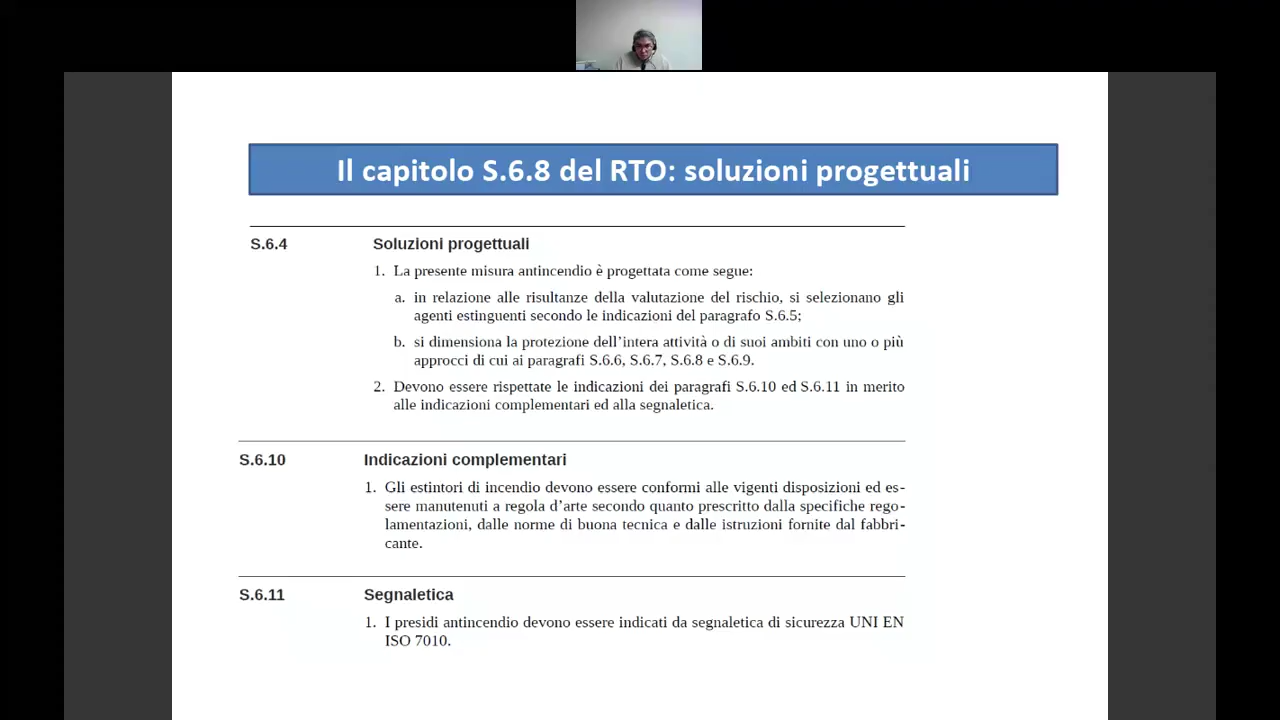 Il capitolo S.6.8 del RTO: soluzioni progettuali
S.6.4 Soluzioni progettuali
1. La presente misura antincendio è progettata come segue:
a. in relazione alle risultanze della valutazione del rischio, si selezionano gli
agenti estinguenti secondo le indicazioni del paragrafo S.6.5;
b. si dimensiona la protezione dell'intera attività o di suoi ambiti con uno o più
approcci di cui ai paragrafi S.6.6, S.6.7, S.6.8 e S.6.9.
2. Devono essere rispettate le indicazioni dei paragrafi S.6.10 ed S.6.11 in merito
alle indicazioni complementari ed alla segnaletica.
S.6.10 Indicazioni complementari
1. Gli estintori di incendio devono essere conformi alle vigenti disposizioni ed es-
sere manutenuti a regola d'arte secondo quanto prescritto dalla specifiche rego-
lamentazioni, dalle norme di buona tecnica e dalle istruzioni fornite dal fabbri-
cante.
S.6.11 Segnaletica
1. I presidi antincendio devono essere indicati da segnaletica di sicurezza UNI EN
ISO 7010.